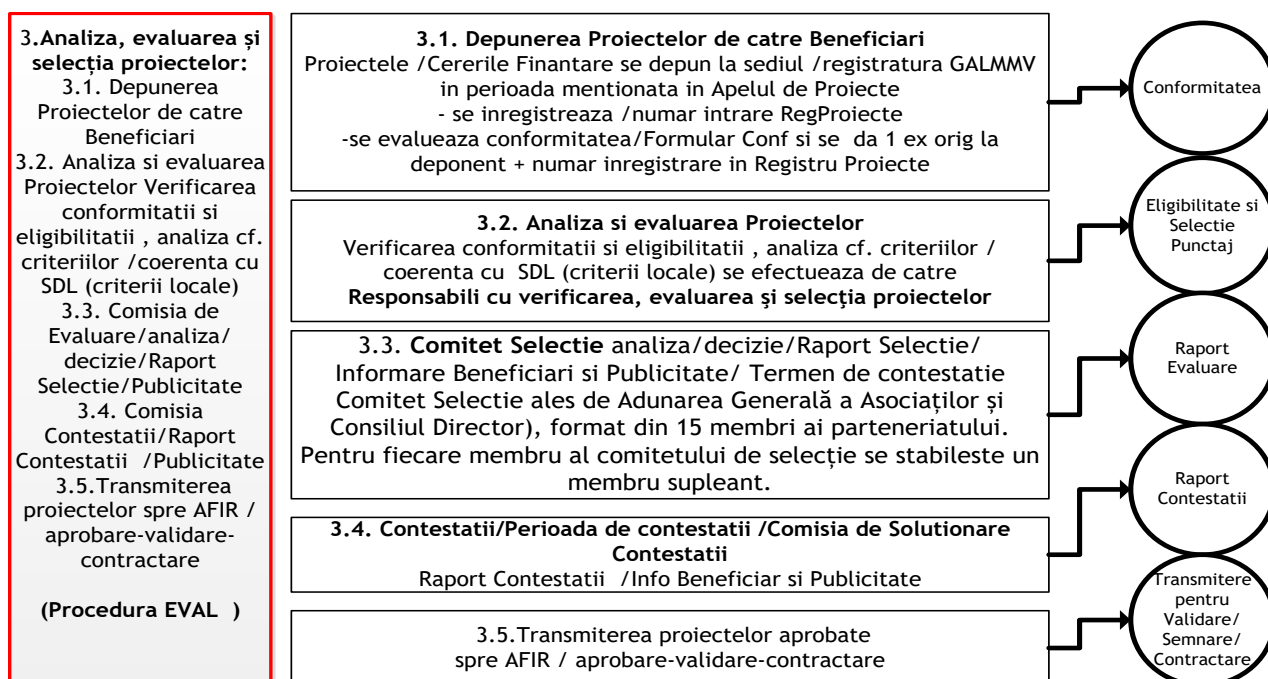 3.Analiza, evaluarea și
selecția proiectelor:
3.1. Depunerea
Proiectelor de catre
Beneficiari
3.2. Analiza si evaluarea
Proiectelor Verificarea
conformitatii si
eligibilitatii , analiza cf.
criteriilor /coerenta cu
SDL (criterii locale)
3.3. Comisia de
Evaluare/analiza/
decizie/Raport
Selectie/Publicitate
3.4. Comisia
Contestatii/Raport
Contestatii /Publicitate
3.5.Transmiterea
proiectelor spre AFIR /
aprobare-validare-
contractare
(Procedura EVAL )
3.1. Depunerea Proiectelor de catre Beneficiari
Proiectele /Cererile Finantare se depun la sediul /registratura GALMMV
in perioada mentionata in Apelul de Proiecte
- se inregistreaza /numar intrare RegProiecte
-se evalueaza conformitatea/Formular Conf si se da 1 ex orig la
deponent + numar inregistrare in Registru Proiecte
Conformitatea
3.2. Analiza si evaluarea Proiectelor
Verificarea conformitatii si eligibilitatii , analiza cf. criteriilor /
coerenta cu SDL (criterii locale) se efectueaza de catre
Responsabili cu verificarea, evaluarea şi selecţia proiectelor
Eligibilitate si
Selectie
Punctaj
3.3. Comitet Selectie analiza/decizie/Raport Selectie/
Informare Beneficiari si Publicitate/ Termen de contestatie
Comitet Selectie ales de Adunarea Generală a Asociaților și
Consiliul Director), format din 15 membri ai parteneriatului.
Pentru fiecare membru al comitetului de selecție se stabileste un
membru supleant.
Raport
Evaluare
3.4. Contestatii/Perioada de contestatii /Comisia de Solutionare
Contestatii
Raport Contestatii /Info Beneficiar si Publicitate
Raport
Contestatii
3.5.Transmiterea proiectelor aprobate
spre AFIR / aprobare-validare-contractare
Transmitere
pentru
Validare/
Semnare/
Contractare